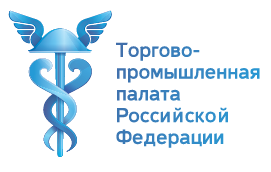 Торгово-
промышленная
палата
Российской
Федерации